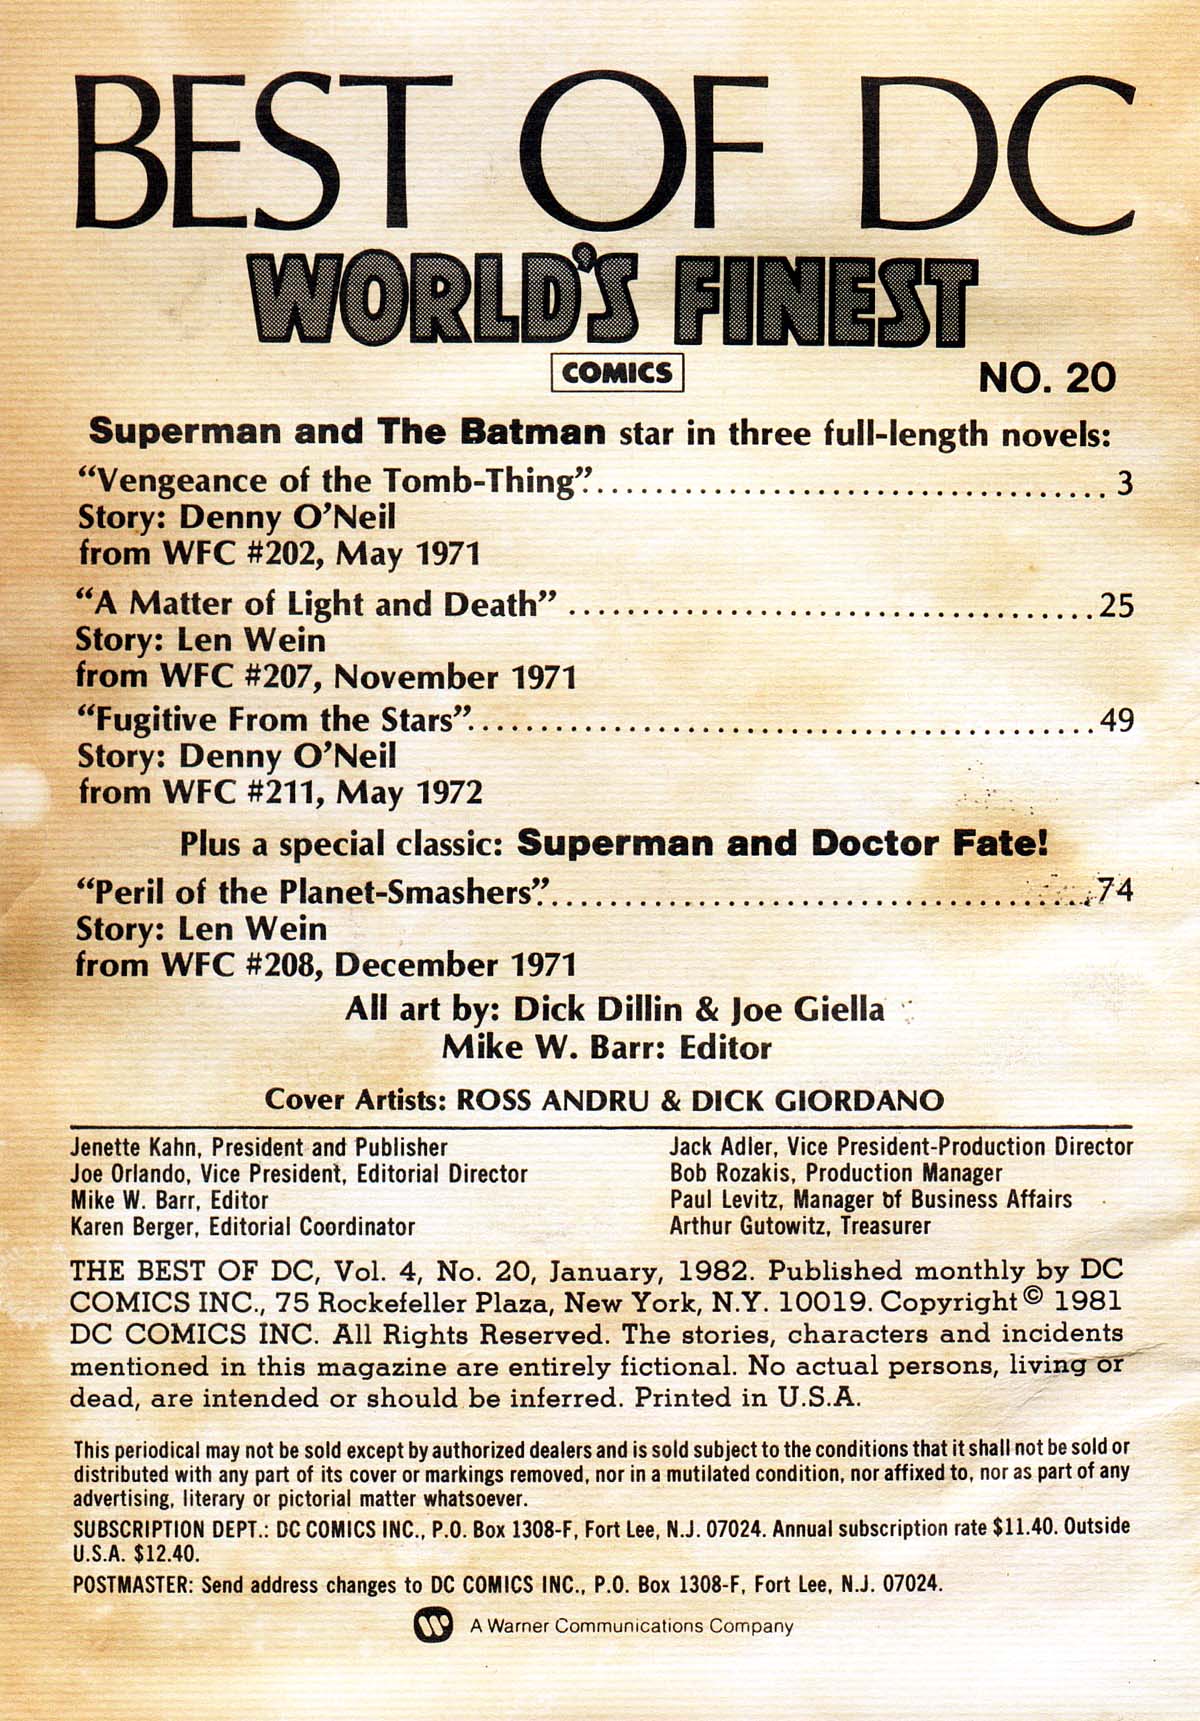 BEST OF DC
WORLD'S FINEST
COMICS
NO. 20
Superman and The Batman star in three full-length novels:
“Vengeance of the Tomb-Thing”.................................... 3
Story: Denny O’Neil
from WFC #202, May 1971
“A Matter of Light and Death” .....................................25
Story: Len Wein
from WFC #207, November 1971
“Fugitive From the Stars”............................................49
Story: Denny O’Neil
from WFC #211, May 1972
Plus a special classic: Superman and Doctor Fate!
“Peril of the Planet-Smashers”......................................74
Story: Len Wein
from WFC #208, December 1971
All art by: Dick Dillin & Joe Giella
Mike W. Barr: Editor
Cover Artists: ROSS ANDRU & DICK GIORDANO
Jenette Kahn, President and Publisher
Joe Orlando, Vice President, Editorial Director
Mike W. Barr, Editor
Karen Berger, Editorial Coordinator
Jack Adler, Vice President-Production Director
Bob Rozakis, Production Manager
Paul Levitz, Manager of Business Affairs
Arthur Gutowitz, Treasurer
THE BEST OF DC, Vol. 4, No. 20, January, 1982. Published monthly by DC
COMICS INC., 75 Rockefeller Plaza, New York, N.Y. 10019. Copyright © 1981
DC COMICS INC. All Rights Reserved. The stories, characters and incidents
mentioned in this magazine are entirely fictional. No actual persons, living or
dead, are intended or should be inferred. Printed in U.S.A.
This periodical may not be sold except by authorized dealers and is sold subject to the conditions that it shall not be sold or
distributed with any part of its cover or markings removed, nor in a mutilated condition, nor affixed to, nor as part of any
advertising, literary or pictorial matter whatsoever.
SUBSCRIPTION DEPT.: DC COMICS INC., P.O. Box 1308-F, Fort Lee, N.J. 07024. Annual subscription rate $11.40. Outside
U.S.A. $12.40.
POSTMASTER: Send address changes to DC COMICS INC., P.O. Box 1308-F, Fort Lee, N.J. 07024.
A Warner Communications Company